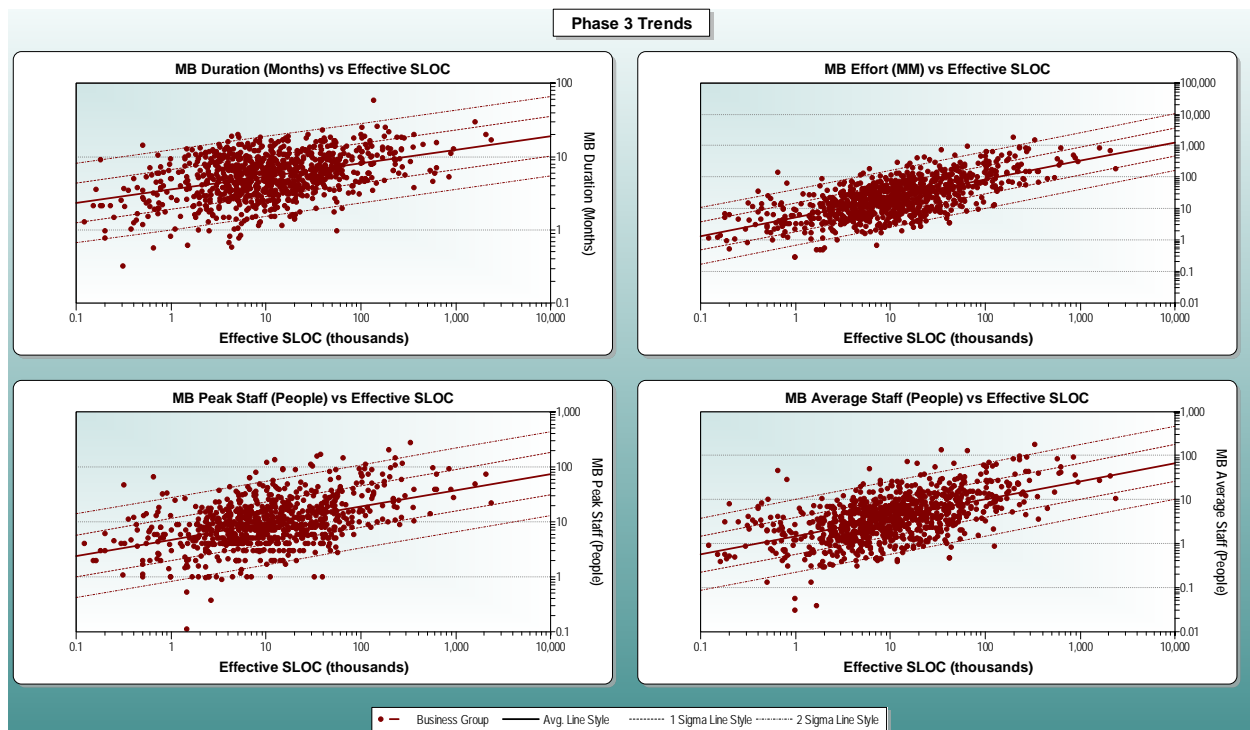 Phase 3 Trends
MB Duration (Months) vs Effective SLOC
100
10
1
0.1
MB Duration (Months)
0.1 1 10 100 1,000 10,000
Effective SLOC (thousands)
MB Effort (MM) vs Effective SLOC
100,000
10,000
1,000
100
10
1
0.1
0.01
0.1 1 10 100 1,000 10,000
Effective SLOC (thousands)
MB Peak Staff (People) vs Effective SLOC
1,000
100
10
1
0.1
MB Peak Staff (People)
0.1 1 10 100 1,000 10,000
Effective SLOC (thousands)
MB Average Staff (People) vs Effective SLOC
1,000
100
10
1
0.1
0.01
MB Average Staff (People)
0.1 1 10 100 1,000 10,000
Effective SLOC (thousands)
Business Group Avg. Line Style 1 Sigma Line Style 2 Sigma Line Style